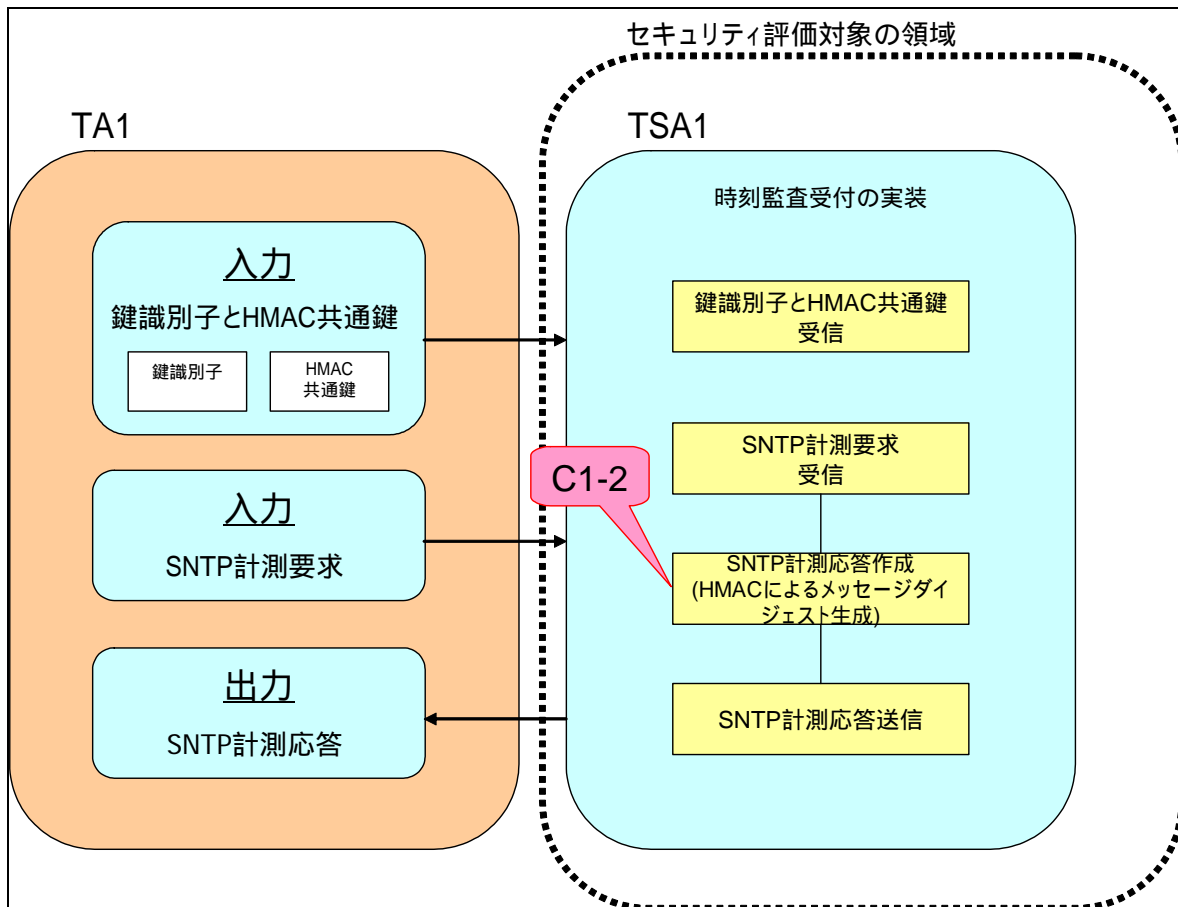 セキュリティ評価対象の領域
TA1
TSA1
入力
鍵識別子とHMAC共通鍵
鍵識別子
HMAC
共通鍵
入力
SNTP計測要求
出力
SNTP計測応答
時刻監査受付の実装
鍵識別子とHMAC共通鍵
受信
SNTP計測要求
受信
C1-2
SNTP計測応答作成
(HMACによるメッセージダイ
ジェスト生成)
SNTP計測応答送信